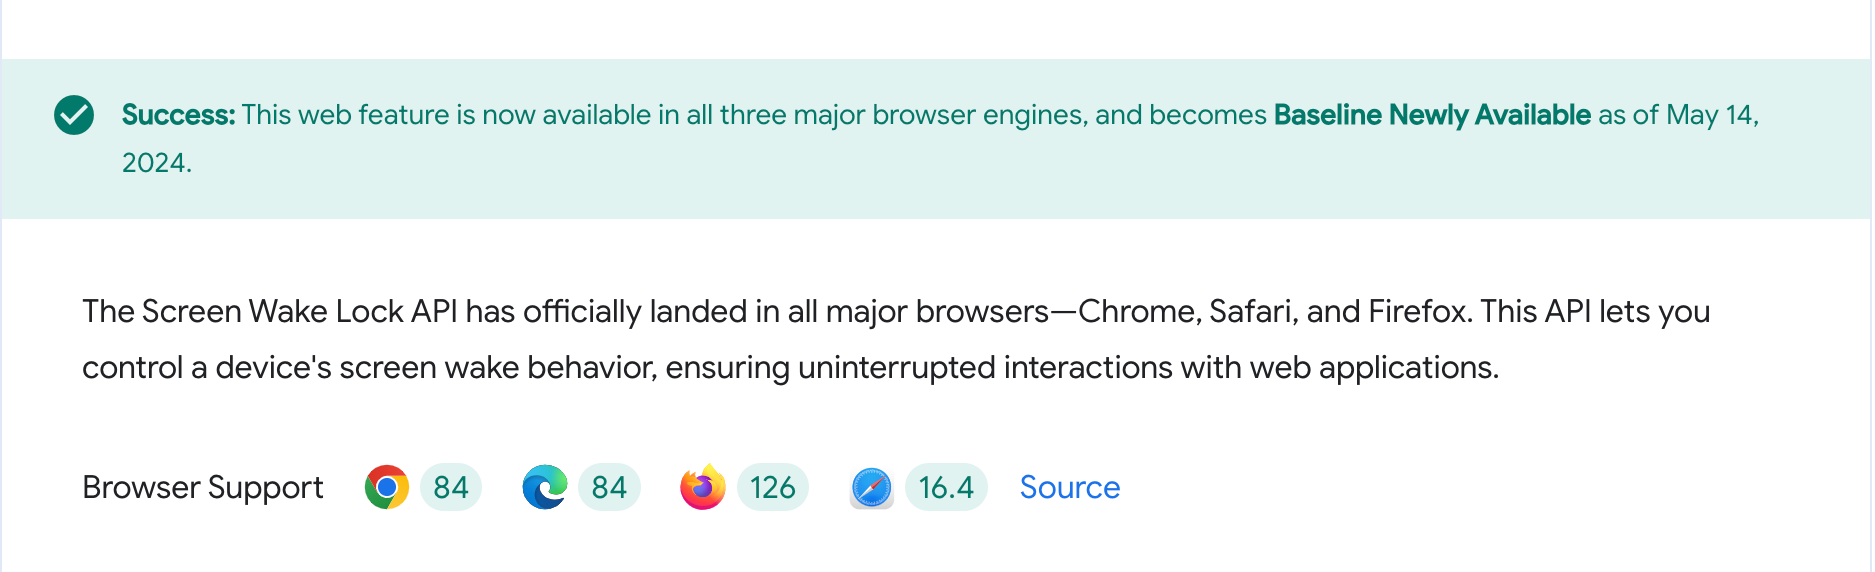 Success: This web feature is now available in all three major browser engines, and becomes Baseline Newly Available as of May 14,
2024.
The Screen Wake Lock API has officially landed in all major browsers—Chrome, Safari, and Firefox. This API lets you
control a device's screen wake behavior, ensuring uninterrupted interactions with web applications.
Browser Support 84 84 126 16.4 Source